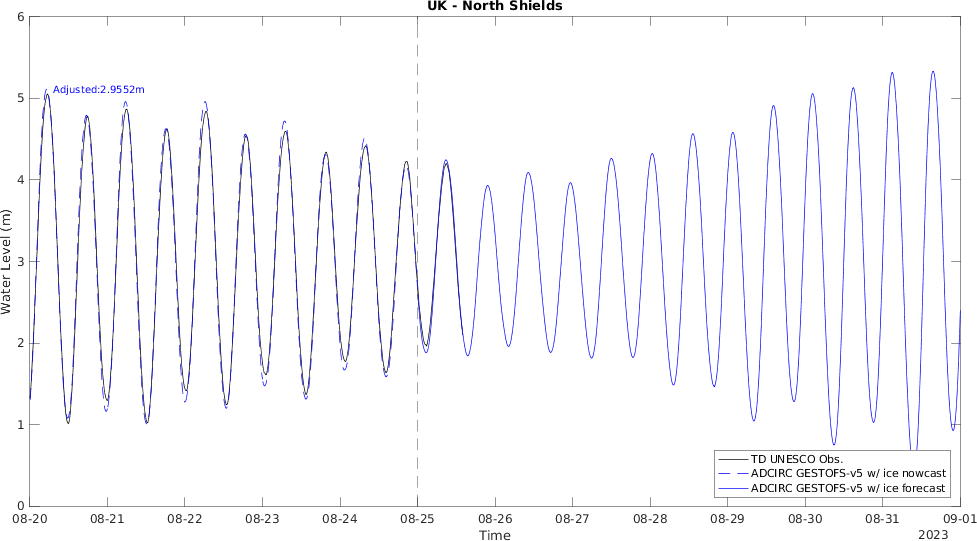 UK - North Shields
6
5
4
3
2
1
0
Water Level (m)
Adjusted:2.9552m
TD UNESCO Obs.
ADCIRC GESTOFS-v5 w/ ice nowcast
ADCIRC GESTOFS-v5 w/ ice forecast
08-20 08-21 08-22 08-23 08-24 08-25 08-26 08-27 08-28 08-29 08-30 08-31 09-01
Time
2023